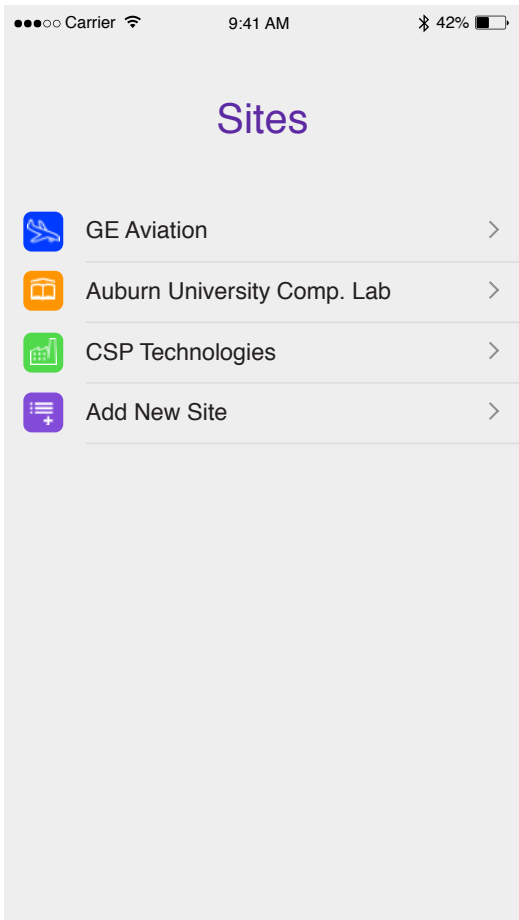 Carrier 9:41 AM 42%
Sites
GE Aviation
Auburn University Comp. Lab
CSP Technologies
Add New Site